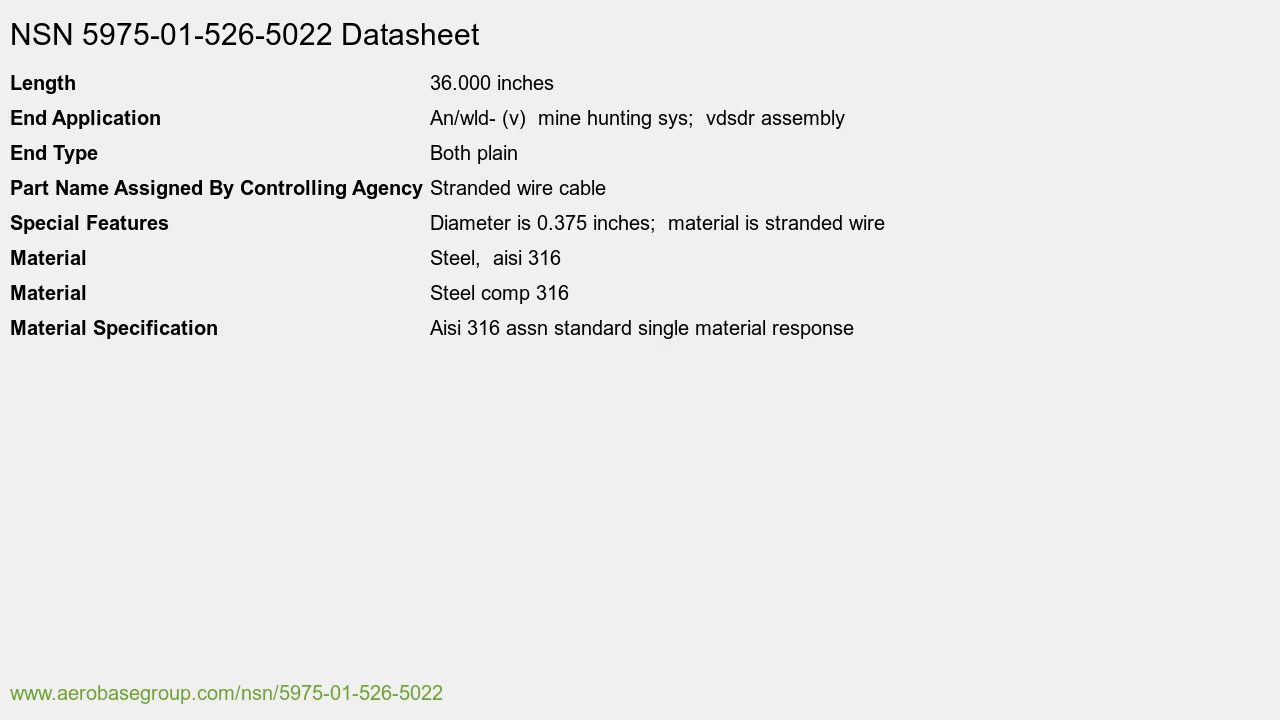 NSN 5975-01-526-5022 Datasheet
Length 36.000 inches
End Application An/wld- (v)  mine hunting sys;  vdsdr assembly
End Type Both plain
Part Name Assigned By Controlling Agency Stranded wire cable
Special Features Diameter is 0.375 inches;  material is stranded wire
Material Steel,  aisi 316
Material Steel comp 316
Material Specification Aisi 316 assn standard single material response
www.aerobasegroup.com/nsn/5975-01-526-5022